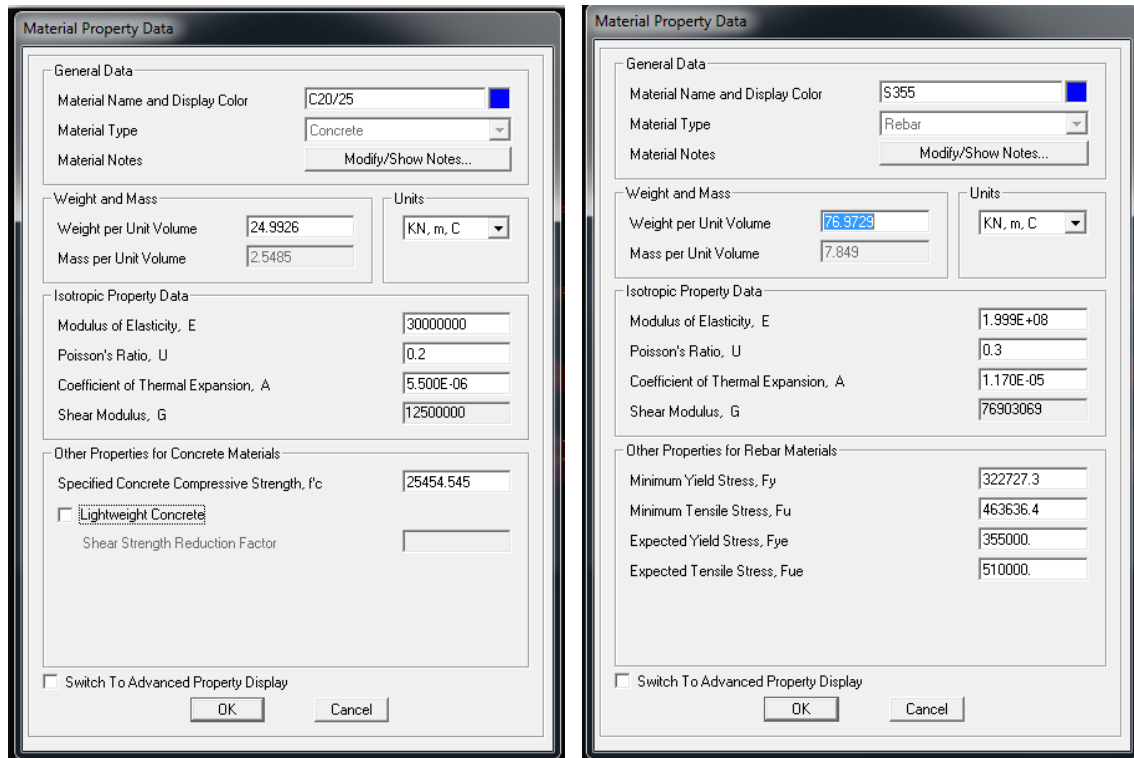 Material Property Data
General Data
Material Name and Display Color C20/25
Material Type Concrete
Material Notes Modify/Show Notes...
Weight and Mass
Weight per Unit Volume 24.9926
Mass per Unit Volume 2.5485
Units
KN, m, C
Isotropic Property Data
Modulus of Elasticity, E 30000000
Poisson's Ratio, U 0.2
Coefficient of Thermal Expansion, A 5.500E-06
Shear Modulus, G 12500000
Other Properties for Concrete Materials
Specified Concrete Compressive Strength, f'c 25454.545
Lightweight Concrete
Shear Strength Reduction Factor
Switch To Advanced Property Display
OK Cancel
Material Property Data
General Data
Material Name and Display Color S355
Material Type Rebar
Material Notes Modify/Show Notes...
Weight and Mass
Weight per Unit Volume 76.9729
Mass per Unit Volume 7.849
Units
KN, m, C
Isotropic Property Data
Modulus of Elasticity, E 1.999E+08
Poisson's Ratio, U 0.3
Coefficient of Thermal Expansion, A 1.170E-05
Shear Modulus, G 76903069
Other Properties for Rebar Materials
Minimum Yield Stress, Fy 322727.3
Minimum Tensile Stress, Fu 463636.4
Expected Yield Stress, Fye 355000.
Expected Tensile Stress, Fue 510000.
Switch To Advanced Property Display
OK Cancel